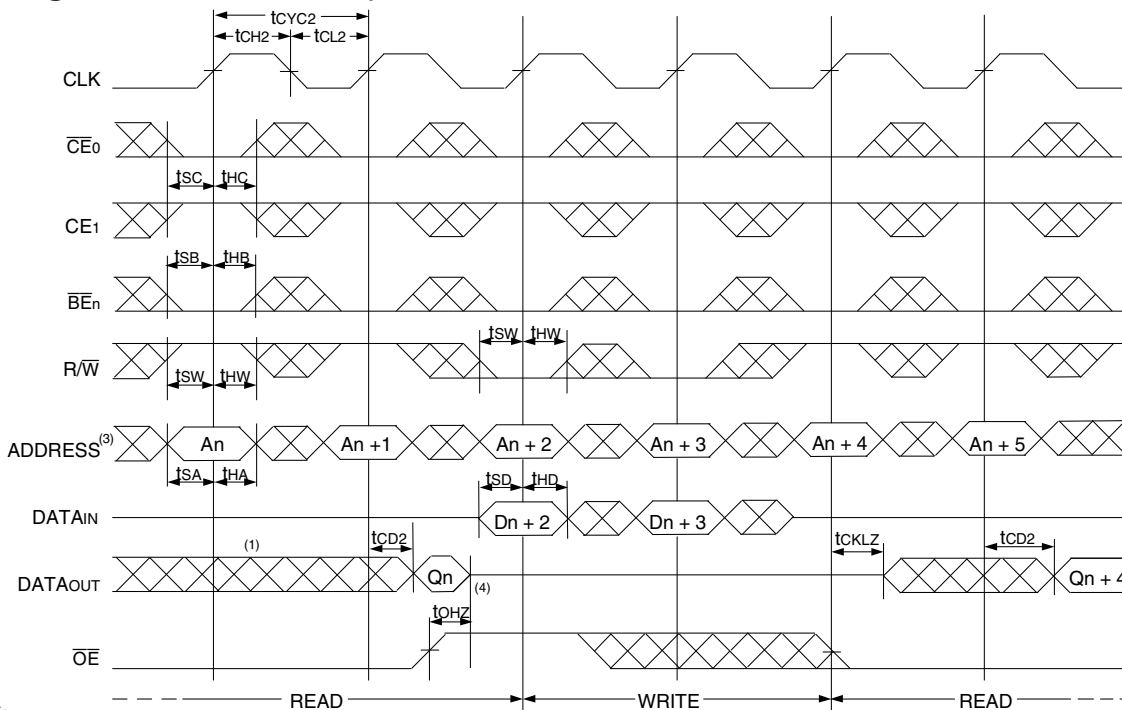 tCYC2
tCH2 tCL2
CLK
CE0
tSC tHC
CE1
tSB tHB
BEn
tSW tHW
R/W
tSW tHW
ADDRESS(3) An An +1 An + 2 An + 3 An + 4 An + 5
tSA tHA tSD tHD
DATAIN Dn + 2 Dn + 3
(1) tCD2 tCKLZ tCD2
DATAOUT Qn (4) Qn + 4
tOHZ
OE
READ WRITE READ